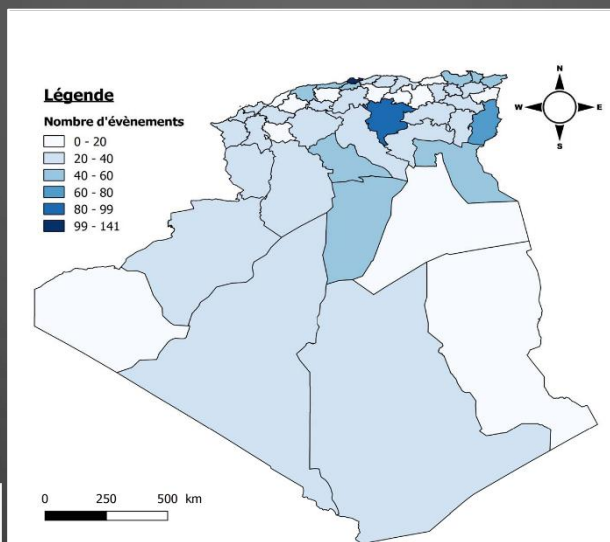 Légende
Nombre d'évènements
0 - 20
20 - 40
40 - 60
60 - 80
80 - 99
99 - 141
N
W E
S
0 250 500 km